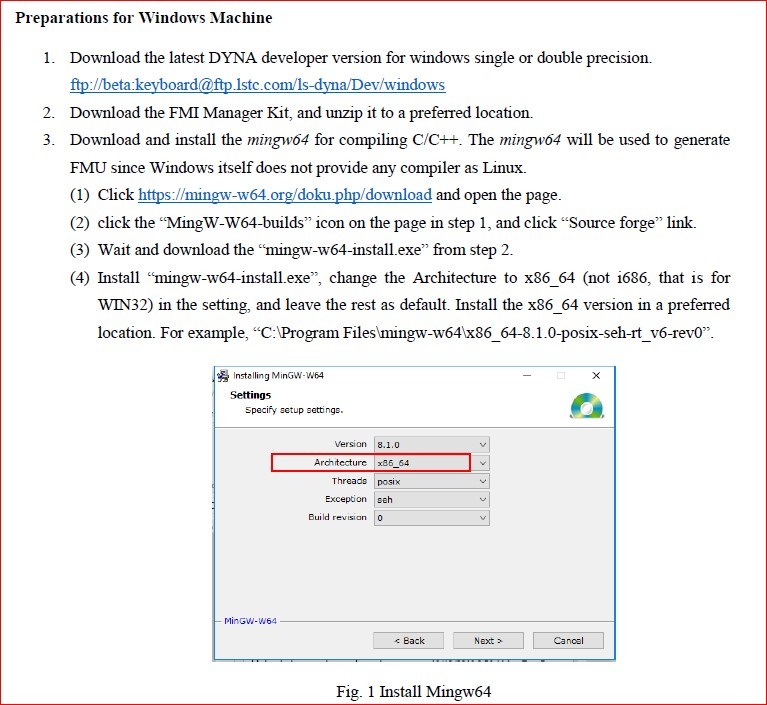 Preparations for Windows Machine
1. Download the latest DYNA developer version for windows single or double precision.
ftp://beta:keyboard@ftp.lstc.com/ls-dyna/Dev/windows
2. Download the FMI Manager Kit, and unzip it to a preferred location.
3. Download and install the mingw64 for compiling C/C++. The mingw64 will be used to generate
FMU since Windows itself does not provide any compiler as Linux.
(1) Click https://mingw-w64.org/doku.php/download and open the page.
(2) click the “MingW-W64-builds” icon on the page in step 1, and click “Source forge” link.
(3) Wait and download the “mingw-w64-install.exe” from step 2.
(4) Install “mingw-w64-install.exe”, change the Architecture to x86_64 (not i686, that is for
WIN32) in the setting, and leave the rest as default. Install the x86_64 version in a preferred
location. For example, “C:\Program Files\mingw-w64\x86_64-8.1.0-posix-seh-rt_v6-rev0”.
Installing MinGW-W64
Settings
Specify setup settings.
Version 8.1.0
Architecture x86_64
Threads posix
Exception seh
Build revision 0
MinGW-W64
< Back Next > Cancel
Fig. 1 Install Mingw64